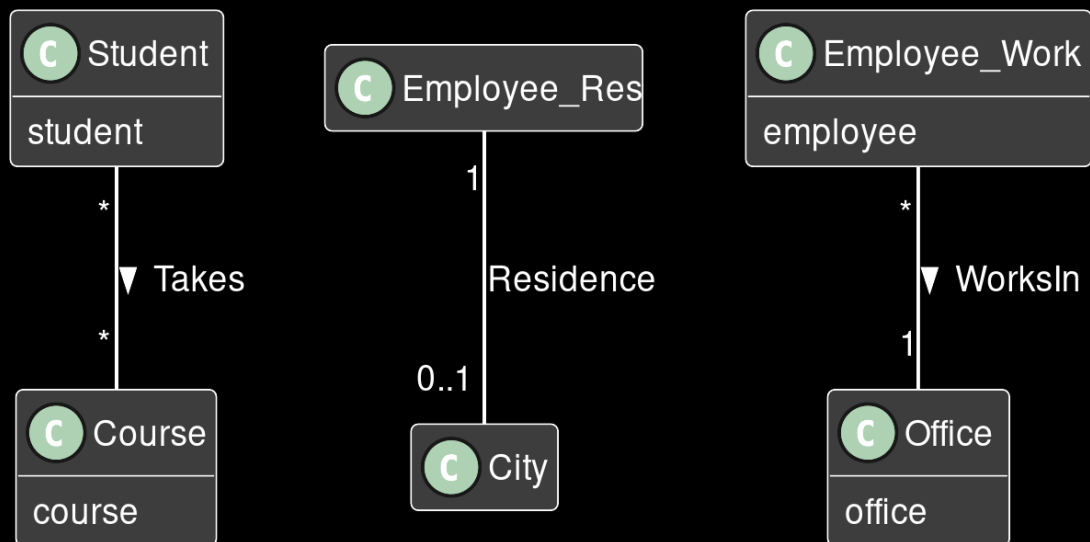 C Student
student
*
Takes
*
C Course
course
C Employee_Res
1
Residence
0..1
C City
C Employee_Work
employee
*
WorksIn
1
C Office
office